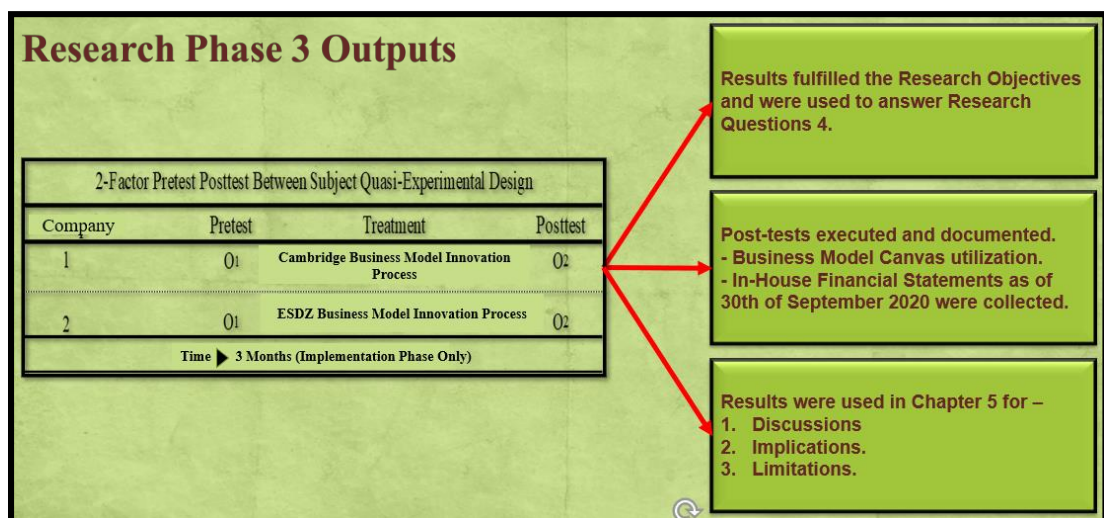 Research Phase 3 Outputs
2-Factor Pretest Posttest Between Subject Quasi-Experimental Design
Company Pretest Treatment Posttest
1 O1 Cambridge Business Model Innovation
Process O2
2 O1 ESDZ Business Model Innovation Process O2
Time ▶ 3 Months (Implementation Phase Only)
Results fulfilled the Research Objectives
and were used to answer Research
Questions 4.
Post-tests executed and documented.
- Business Model Canvas utilization.
- In-House Financial Statements as of
30th of September 2020 were collected.
Results were used in Chapter 5 for –
1. Discussions
2. Implications.
3. Limitations.